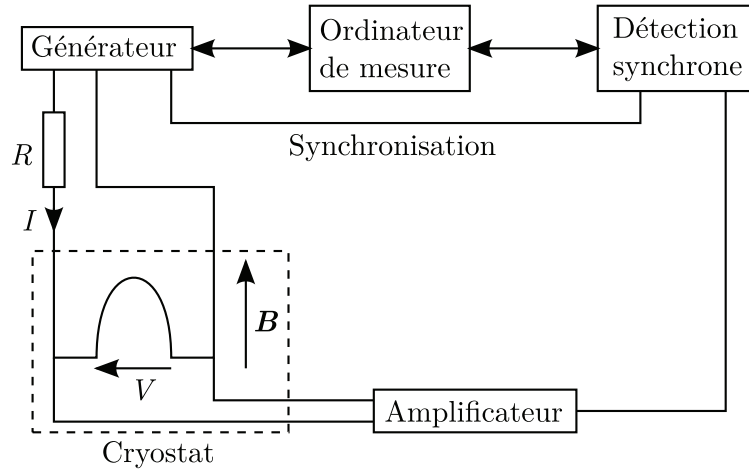 Générateur
Ordinateur
de mesure
Détection
synchrone
Synchronisation
R
I
B
V
Amplificateur
Cryostat